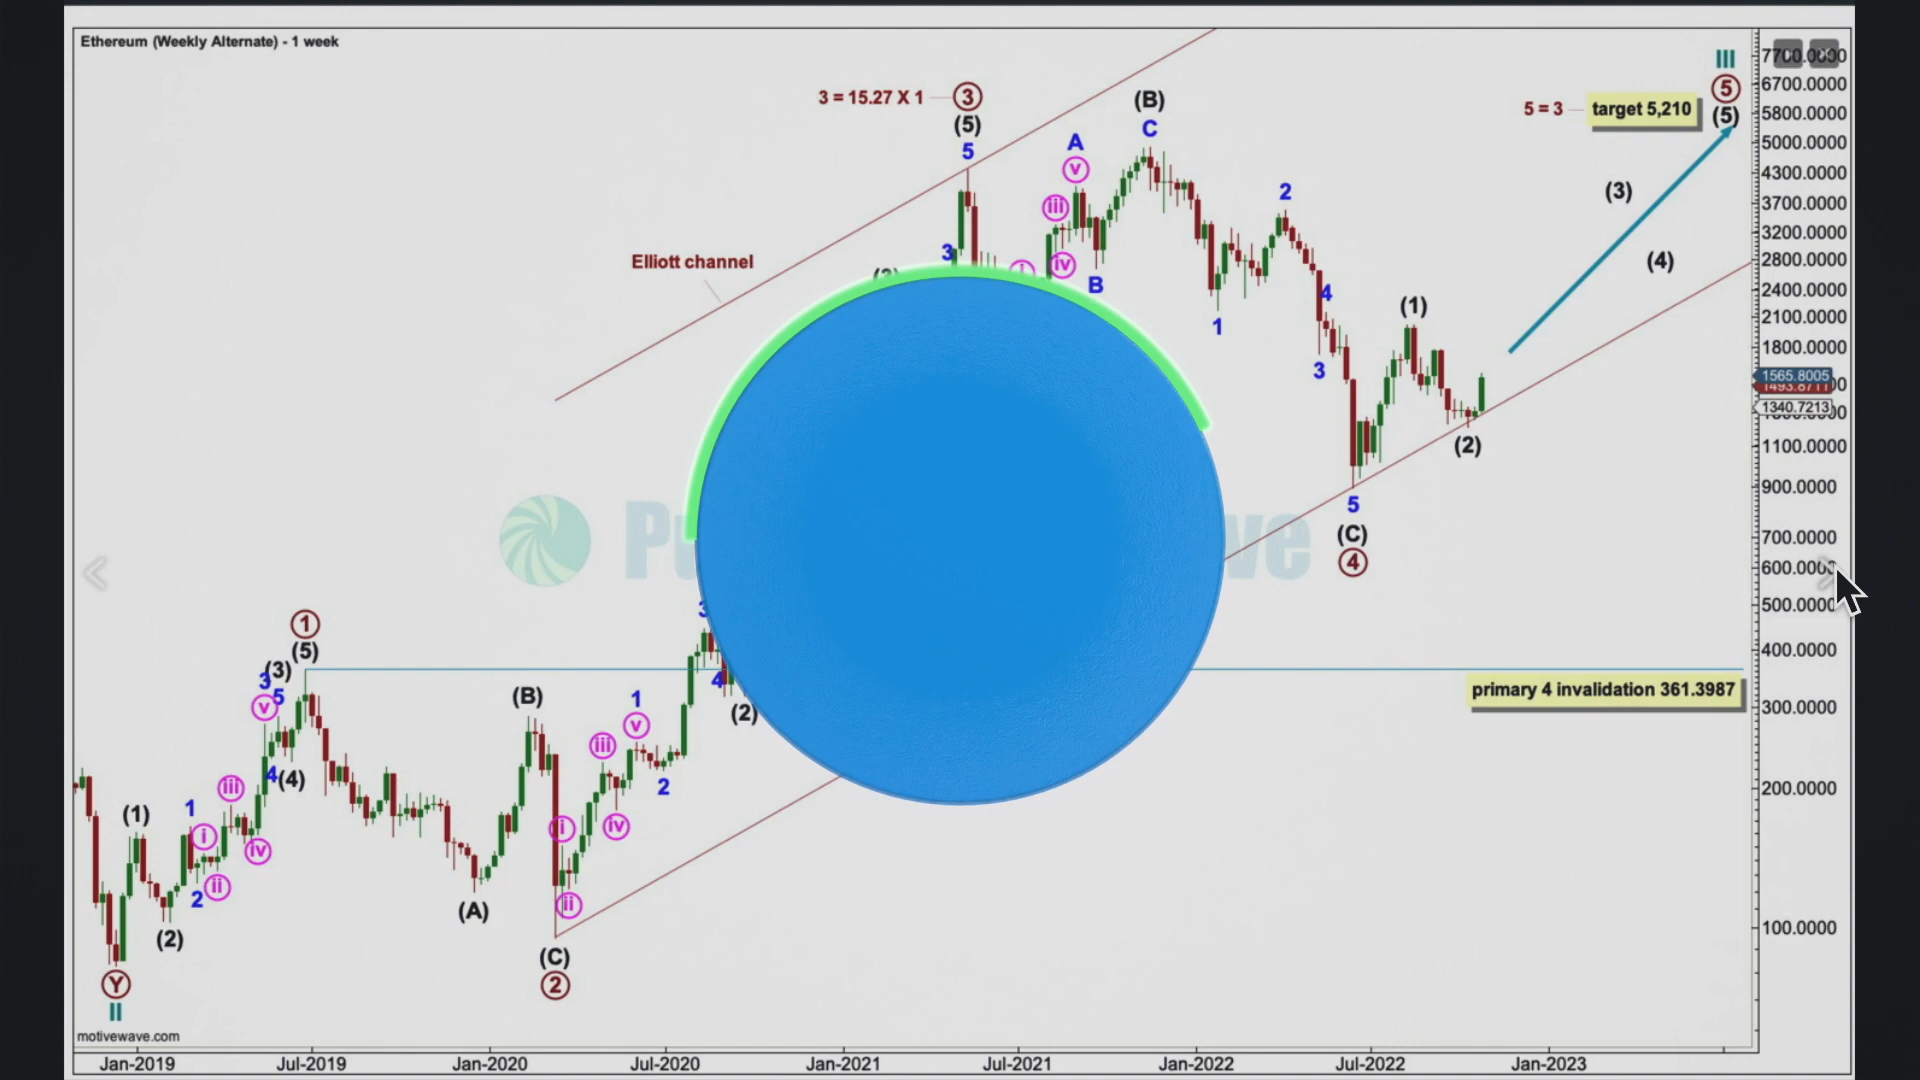 Ethereum (Weekly Alternate) - 1 week
3 = 15.27 X 1
3
(5)
5
(B)
C
A
v
iii
iv
B
3
Elliott channel
2
1
4
3
5
(C)
4
(1)
(2)
(3)
(4)
5 = 3
target 5,210
III
5
(5)
7700.0000
6700.0000
5800.0000
5000.0000
4300.0000
3700.0000
3200.0000
2800.0000
2400.0000
2100.0000
1800.0000
1565.8005
1340.7213
1100.0000
900.0000
700.0000
600.0000
500.0000
400.0000
300.0000
200.0000
100.0000
primary 4 invalidation 361.3987
1
(5)
(3)
3
5
v
4
(4)
iii
iv
1
i
ii
2
(1)
(2)
Y
II
(B)
(A)
(C)
2
i
ii
iii
iv
v
1
2
3
4
(2)
motivewave.com
Jan-2019
Jul-2019
Jan-2020
Jul-2020
Jan-2021
Jul-2021
Jan-2022
Jul-2022
Jan-2023